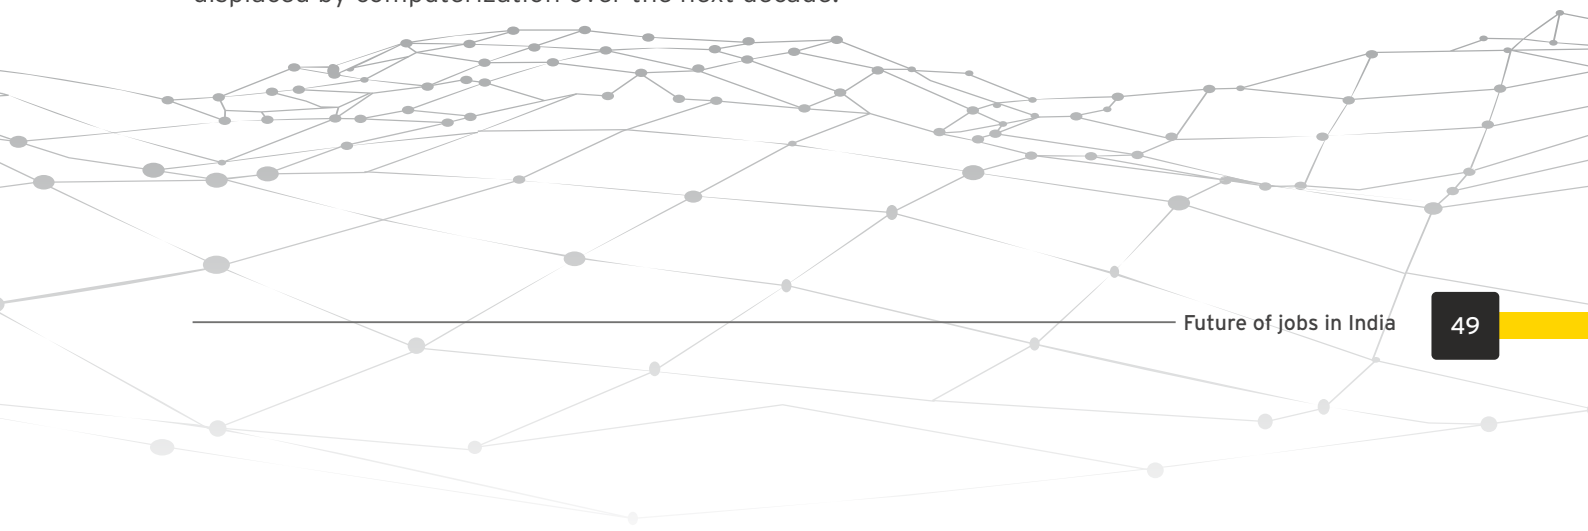 displaced by computerization over the next decade.
Future of jobs in India
49